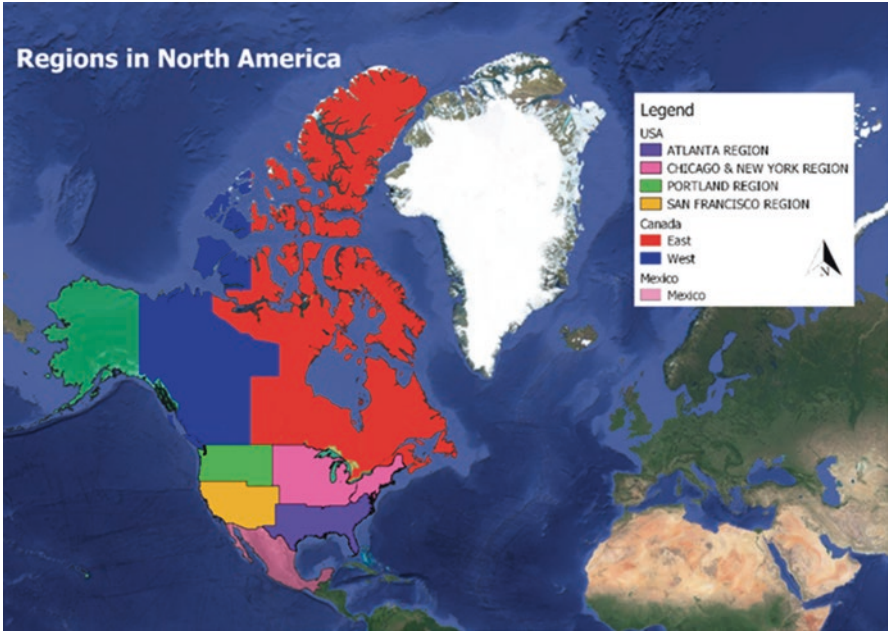 Regions in North America
Legend
USA
ATLANTA REGION
CHICAGO & NEW YORK REGION
PORTLAND REGION
SAN FRANCISCO REGION
Canada
East
West
Mexico
Mexico
N